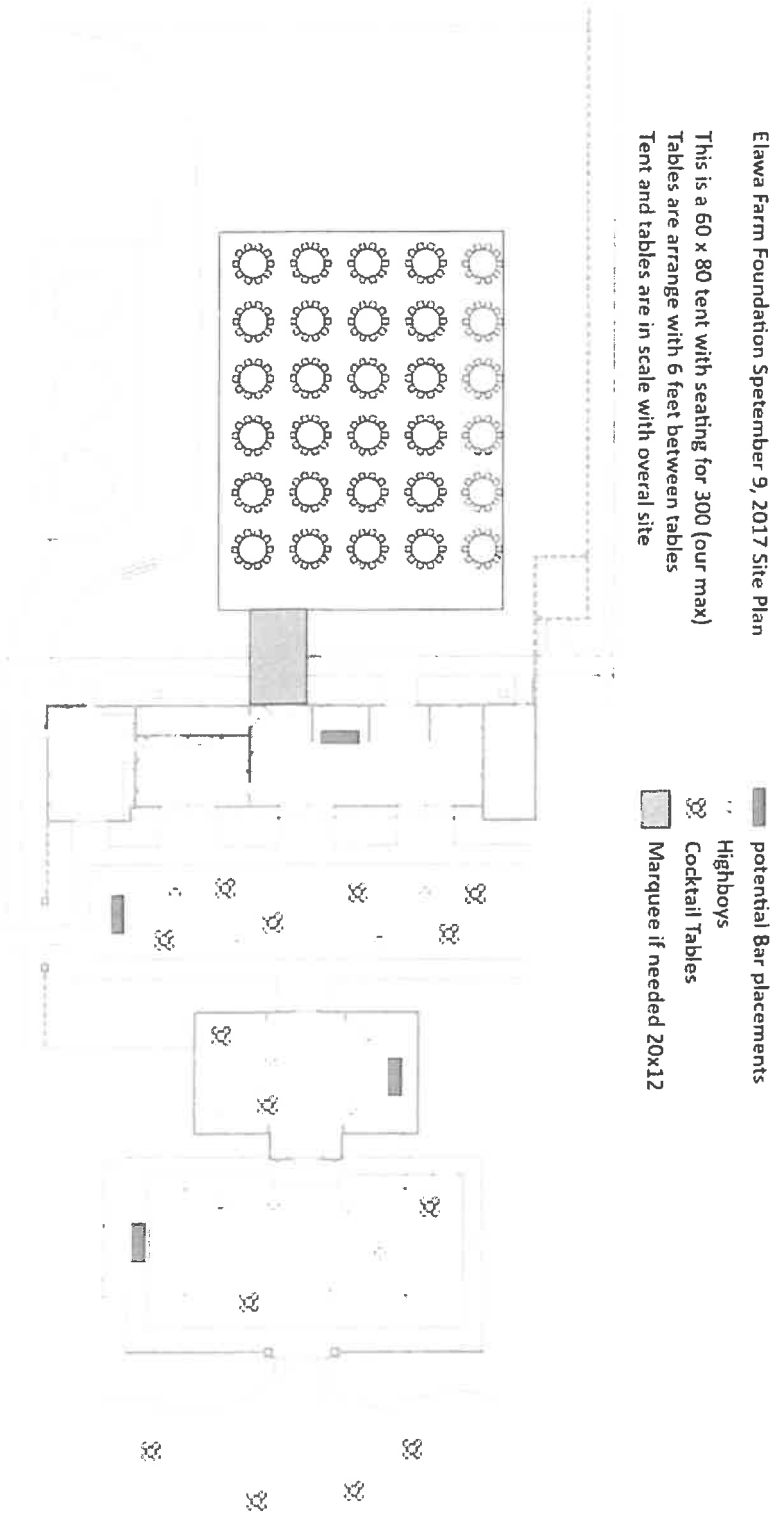 Elawa Farm Foundation Spetember 9, 2017 Site Plan
This is a 60 x 80 tent with seating for 300 (our max)
Tables are arrange with 6 feet between tables
Tent and tables are in scale with overal site
potential Bar placements
Highboys
Cocktail Tables
Marquee if needed 20x12